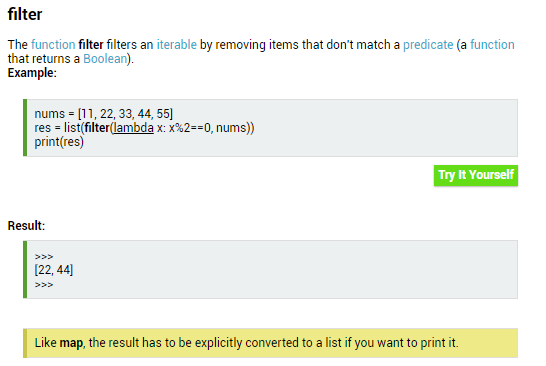 filter
The function filter filters an iterable by removing items that don't match a predicate (a function
that returns a Boolean).
Example:
nums = [11, 22, 33, 44, 55]
res = list(filter(lambda x: x%2==0, nums))
print(res)
Try It Yourself
Result:
>>>
[22, 44]
>>>
Like map, the result has to be explicitly converted to a list if you want to print it.